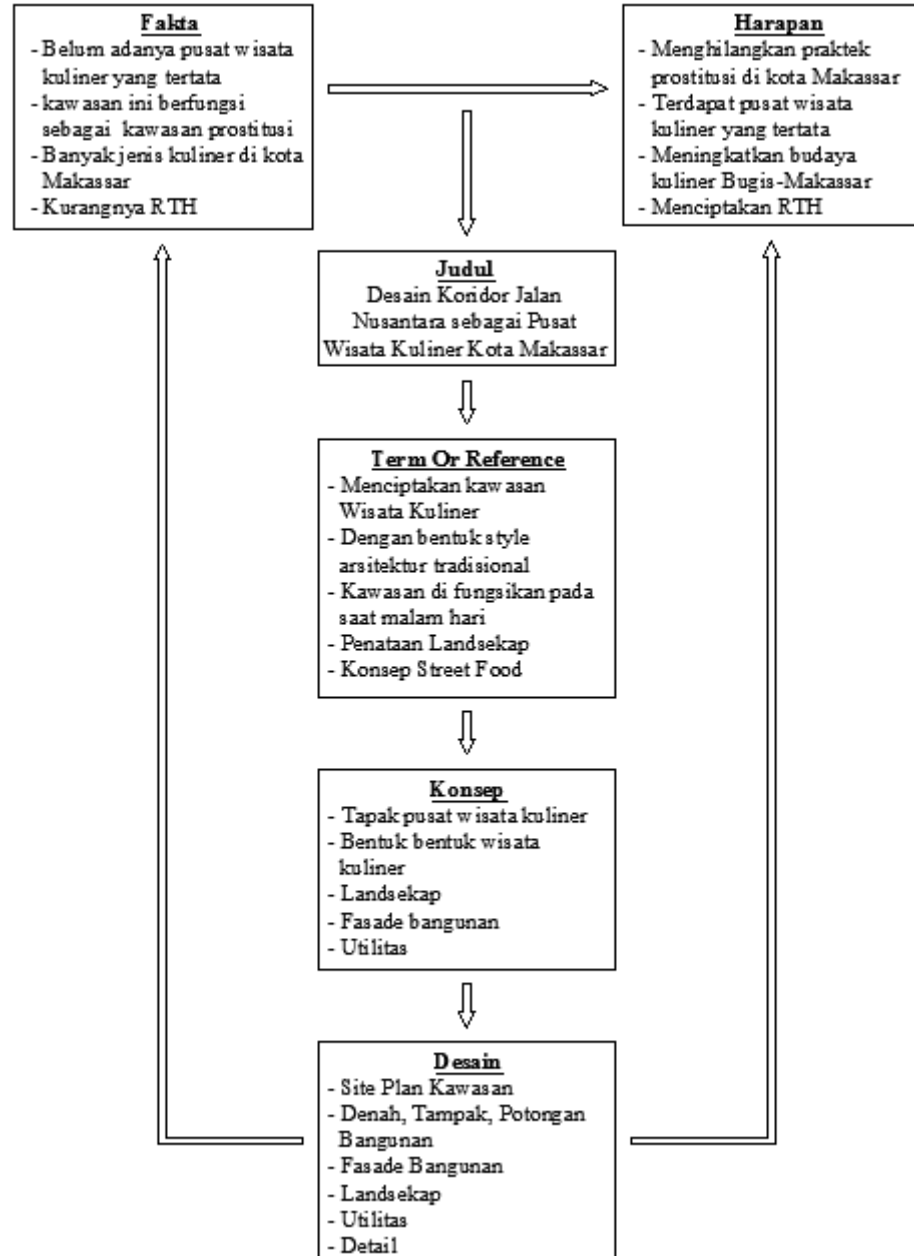 Fakta
- Belum adanya pusat wisata
kuliner yang tertata
- kawasan ini berfungsi
sebagai kawasan prostitusi
- Banyak jenis kuliner di kota
Makassar
- Kurangnya RTH
Harapan
- Menghilangkan praktek
prostitusi di kota Makassar
- Terdapat pusat wisata
kuliner yang tertata
- Meningkatkan budaya
kuliner Bugis-Makassar
- Menciptakan RTH
Judul
Desain Koridor Jalan
Nusantara sebagai Pusat
Wisata Kuliner Kota Makassar
Term Or Reference
- Menciptakan kawasan
Wisata Kuliner
- Dengan bentuk style
arsitektur tradisional
- Kawasan di fungsikan pada
saat malam hari
- Penataan Landsekap
- Konsep Street Food
Konsep
- Tapak pusat wisata kuliner
- Bentuk bentuk wisata
kuliner
- Landsekap
- Fasade bangunan
- Utilitas
Desain
- Site Plan Kawasan
- Denah, Tampak, Potongan
Bangunan
- Fasade Bangunan
- Landsekap
- Utilitas
- Detail